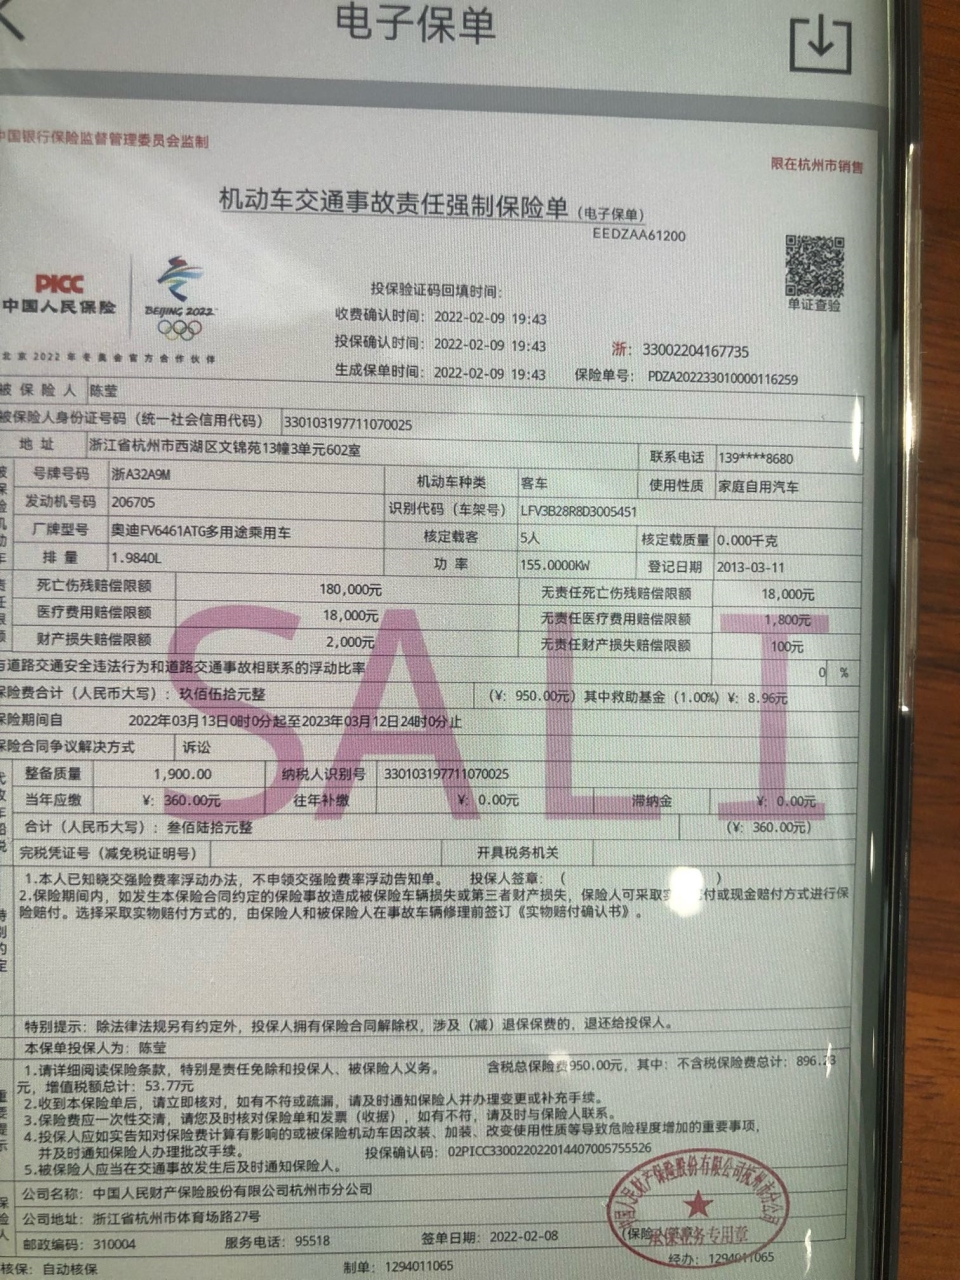 电子保单
中国银行保险监督管理委员会监制
限在杭州市销售
机动车交通事故责任强制保险单（电子保单）
EEDZAA61200
PICC
中国人民保险
BEIJING 2022
北京2022年冬奥会官方合作伙伴
单证查验
投保验证码回填时间：
收费确认时间： 2022-02-09 19:43
投保确认时间： 2022-02-09 19:43
浙： 33002204167735
生成保单时间： 2022-02-09 19:43
保险单号： PDZA202233010000116259
被保险人 陈莹
被保险人身份证号码（统一社会信用代码） 330103197711070025
地址 浙江省杭州市西湖区文锦苑13幢3单元602室 联系电话 139****8680
号牌号码 浙A32A9M 机动车种类 客车 使用性质 家庭自用汽车
发动机号码 206705 识别代码（车架号） LFV3B28R8D3005451
厂牌型号 奥迪FV6461ATG多用途乘用车 核定载客 5人 核定载质量 0.000千克
排量 1.9840L 功率 155.0000KW 登记日期 2013-03-11
死亡伤残赔偿限额 180,000元 无责任死亡伤残赔偿限额 18,000元
医疗费用赔偿限额 18,000元 无责任医疗费用赔偿限额 1,800元
财产损失赔偿限额 2,000元 无责任财产损失赔偿限额 100元
与道路交通安全违法行为和道路交通事故相联系的浮动比率 0 %
保险费合计（人民币大写）：玖佰伍拾元整 （¥: 950.00元）其中救助基金（1.00%）¥: 8.96元
保险期间自 2022年03月13日0时0分起至2023年03月12日24时0分止
保险合同争议解决方式 诉讼
整备质量 1,900.00 纳税人识别号 330103197711070025
当年应缴 ¥: 360.00元 往年补缴 ¥: 0.00元 滞纳金 ¥: 0.00元
合计（人民币大写）：叁佰陆拾元整 （¥: 360.00元）
完税凭证号（减免税证明号） 开具税务机关
SALI
1.本人已知晓交强险费率浮动办法，不申领交强险费率浮动告知单。 投保人签章：（ ）
2.保险期间内，如发生本保险合同约定的保险事故造成被保险车辆损失或第三者财产损失，保险人可采取实 付或现金赔付方式进行保
险赔付。选择采取实物赔付方式的，由保险人和被保险人在事故车辆修理前签订《实物赔付确认书》。
特别提示：除法律法规另有约定外，投保人拥有保险合同解除权，涉及（减）退保保费的，退还给投保人。
本保单投保人为：陈莹
1.请详细阅读保险条款，特别是责任免除和投保人、被保险人义务。 含税总保险费950.00元，其中：不含税保险费总计：896.23
元，增值税额总计：53.77元
2.收到本保险单后，请立即核对，如有不符或疏漏，请及时通知保险人并办理变更或补充手续。
3.保险费应一次性交清，请您及时核对保险单和发票（收据），如有不符，请及时与保险人联系。
4.投保人应如实告知对保险费计算有影响的或被保险机动车因改装、加装、改变使用性质等导致危险程度增加的重要事项，
并及时通知保险人办理批改手续。 投保确认码：02PICC330022022014407005755526
5.被保险人应当在交通事故发生后及时通知保险人。
公司名称：中国人民财产保险股份有限公司杭州市分公司
公司地址：浙江省杭州市体育场路27号
邮政编码：310004 服务电话：95518 签单日期：2022-02-08
中国人民财产保险股份有限公司杭州市分公司
承保业务专用章
核保：自动核保 制单：1294011065 经办：1294011065